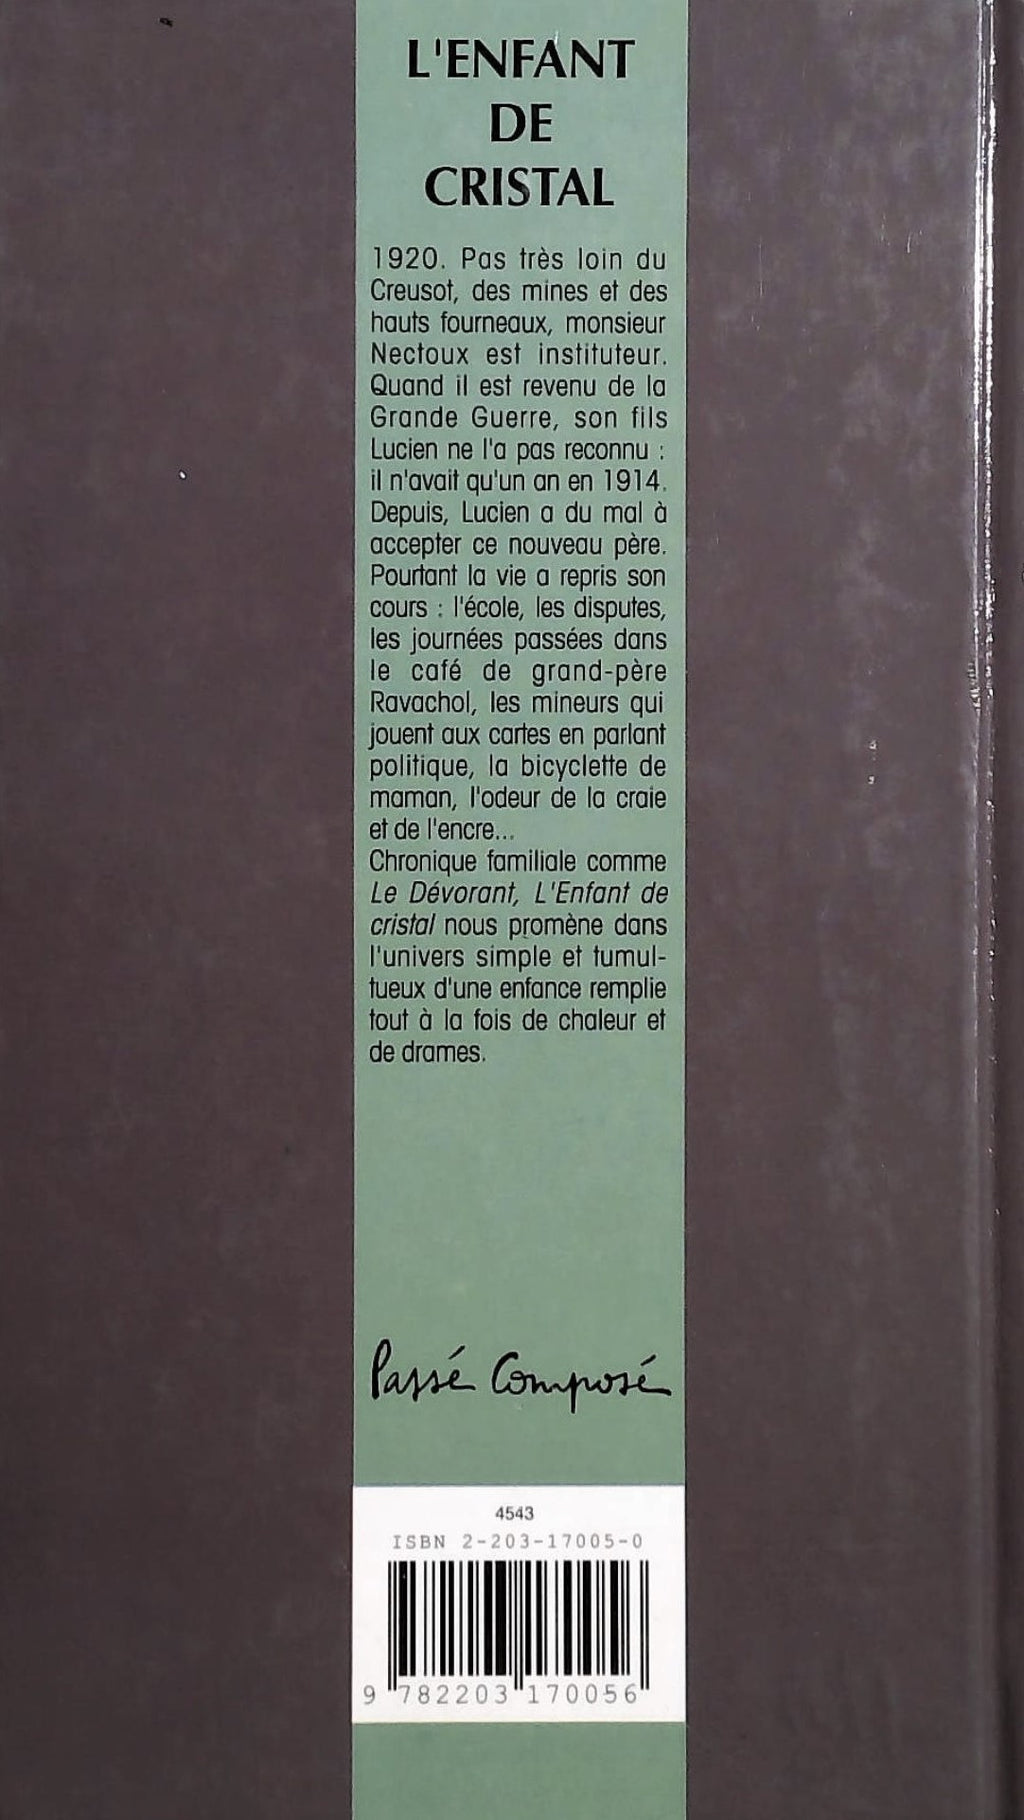 L'ENFANT
DE
CRISTAL
1920. Pas très loin du
Creusot, des mines et des
hauts fourneaux, monsieur
Nectoux est instituteur.
Quand il est revenu de la
Grande Guerre, son fils
Lucien ne l'a pas reconnu :
il n'avait qu'un an en 1914.
Depuis, Lucien a du mal à
accepter ce nouveau père.
Pourtant la vie a repris son
cours : l'école, les disputes,
les journées passées dans
le café de grand-père
Ravachol, les mineurs qui
jouent aux cartes en parlant
politique, la bicyclette de
maman, l'odeur de la craie
et de l'encre...
Chronique familiale comme
Le Dévorant, L'Enfant de
cristal nous promène dans
l'univers simple et tumul-
tueux d'une enfance remplie
tout à la fois de chaleur et
de drames.
Passé Composé
4543
ISBN 2-203-17005-0
9 782203 170056